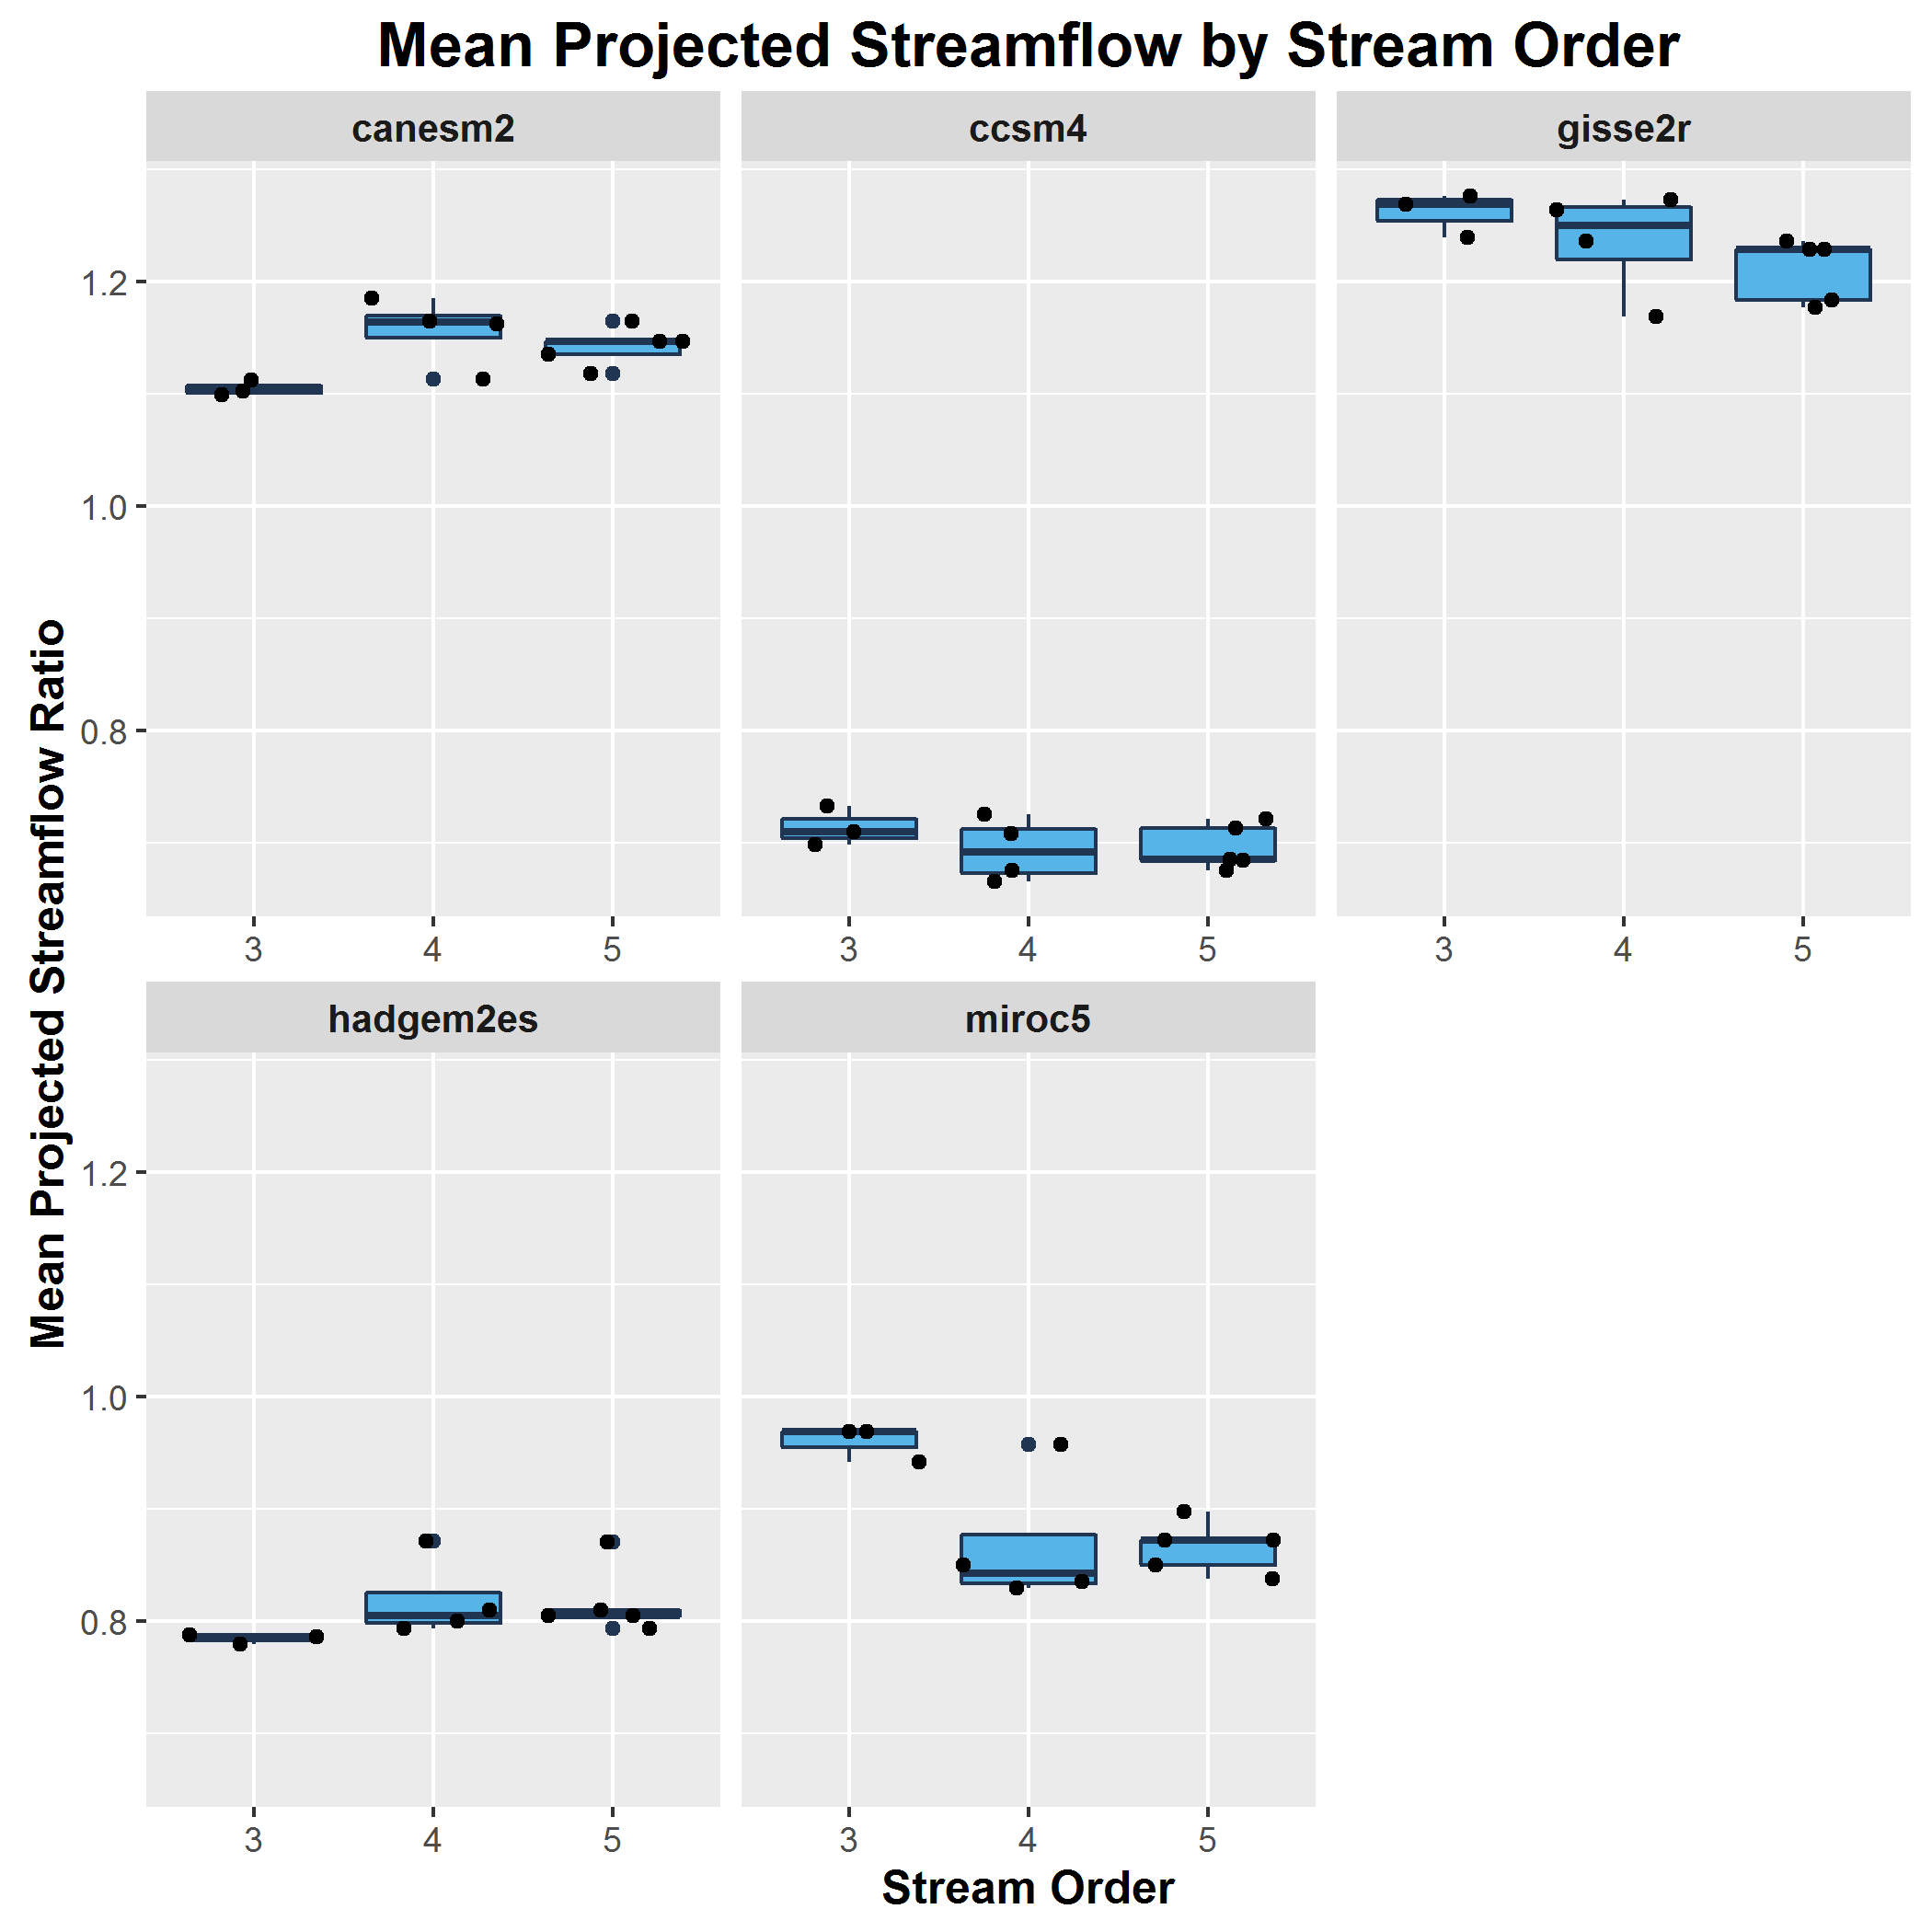 Mean Projected Streamflow by Stream Order
canesm2
ccsm4
gisse2r
1.2
1.0
0.8
3 4 5
3 4 5
3 4 5
Mean Projected Streamflow Ratio
hadgem2es
miroc5
1.2
1.0
0.8
3 4 5
3 4 5
Stream Order